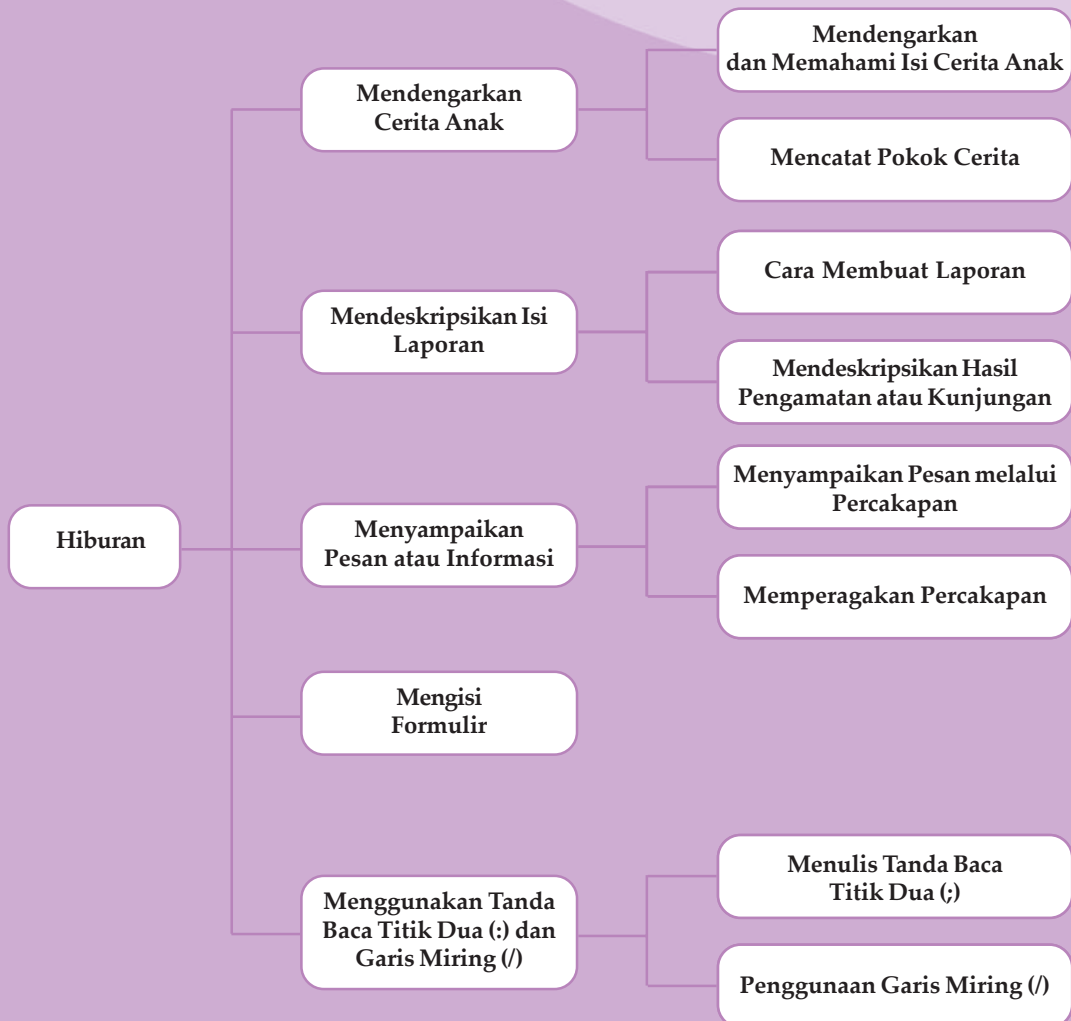 Hiburan
Mendengarkan
Cerita Anak
Mendengarkan
dan Memahami Isi Cerita Anak
Mencatat Pokok Cerita
Mendeskripsikan Isi
Laporan
Cara Membuat Laporan
Mendeskripsikan Hasil
Pengamatan atau Kunjungan
Menyampaikan
Pesan atau Informasi
Menyampaikan Pesan melalui
Percakapan
Memperagakan Percakapan
Mengisi
Formulir
Menggunakan Tanda
Baca Titik Dua (:) dan
Garis Miring (/)
Menulis Tanda Baca
Titik Dua (;)
Penggunaan Garis Miring (/)